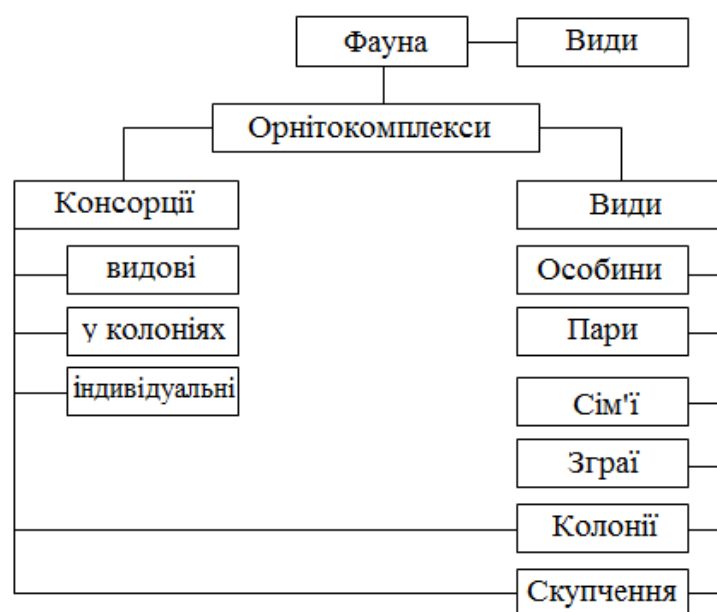 Фауна
Види
Орнітокомплекси
Консорції
Види
видові
Особини
у колоніях
Пари
індивідуальні
Сім'ї
Зграї
Колонії
Скупчення